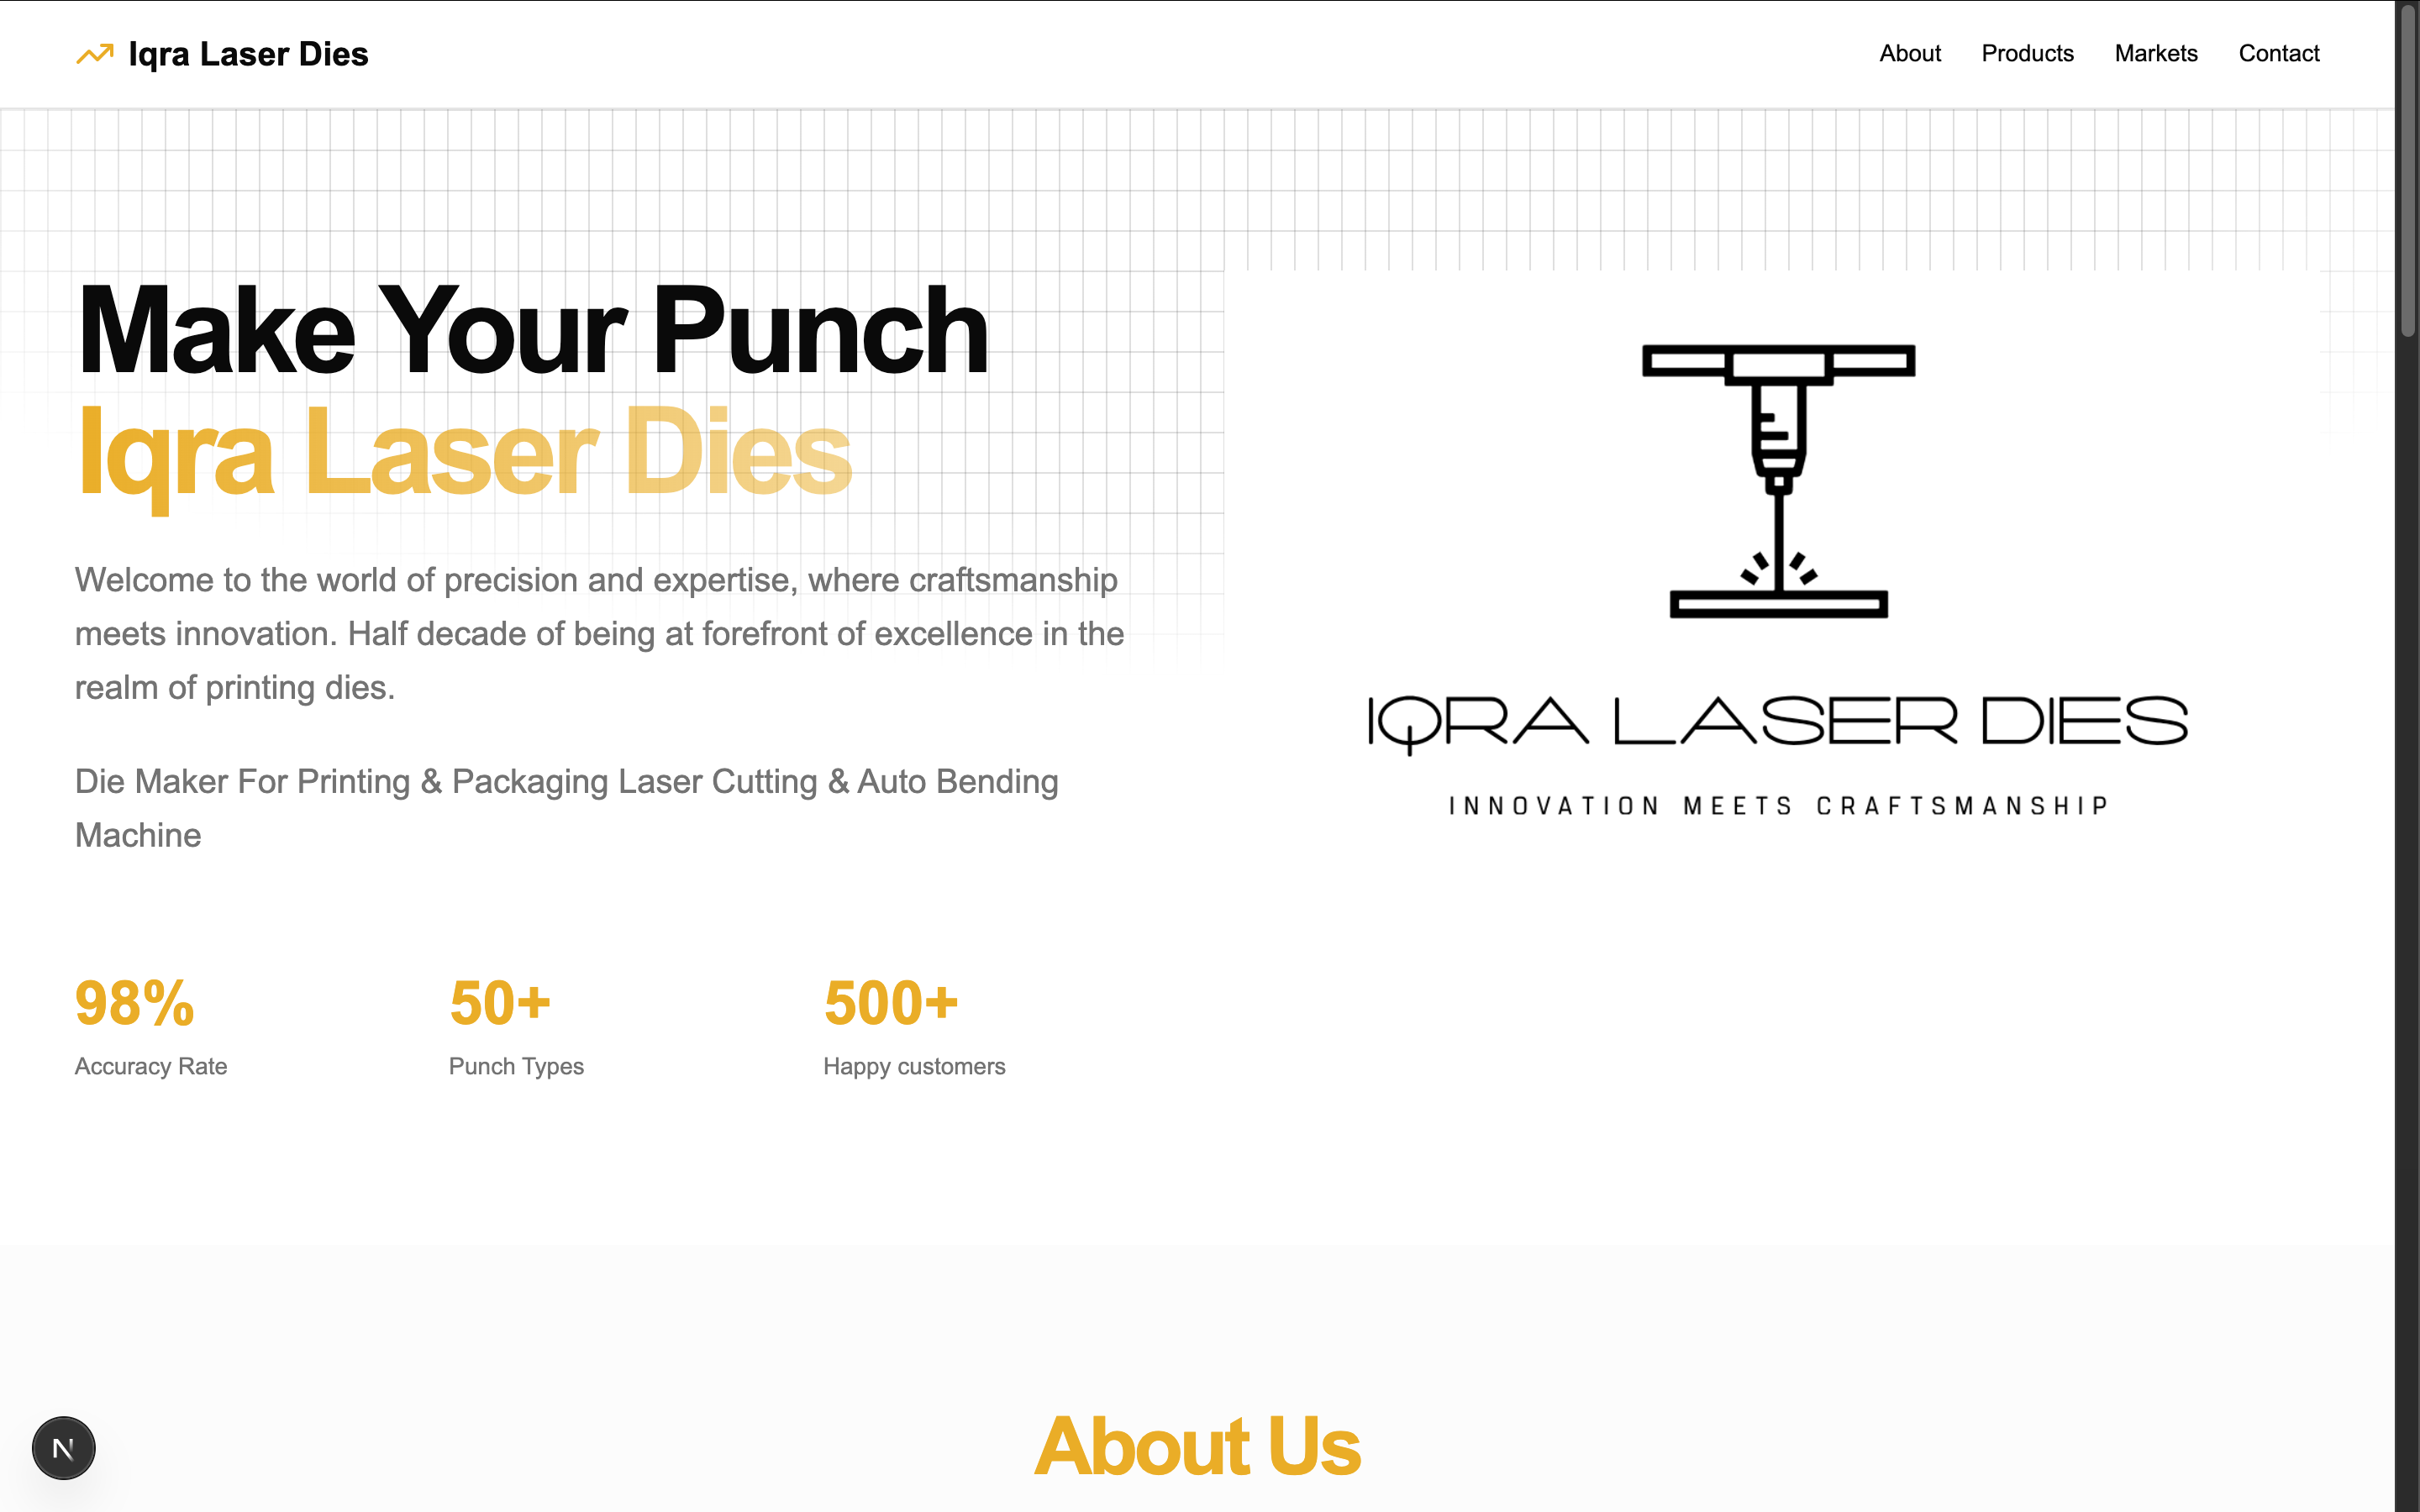 Iqra Laser Dies
About
Products
Markets
Contact
Make Your Punch
Iqra Laser Dies
Welcome to the world of precision and expertise, where craftsmanship
meets innovation. Half decade of being at forefront of excellence in the
realm of printing dies.
Die Maker For Printing & Packaging Laser Cutting & Auto Bending
Machine
98%
Accuracy Rate
50+
Punch Types
500+
Happy customers
IQRA LASER DIES
INNOVATION MEETS CRAFTSMANSHIP
About Us
N